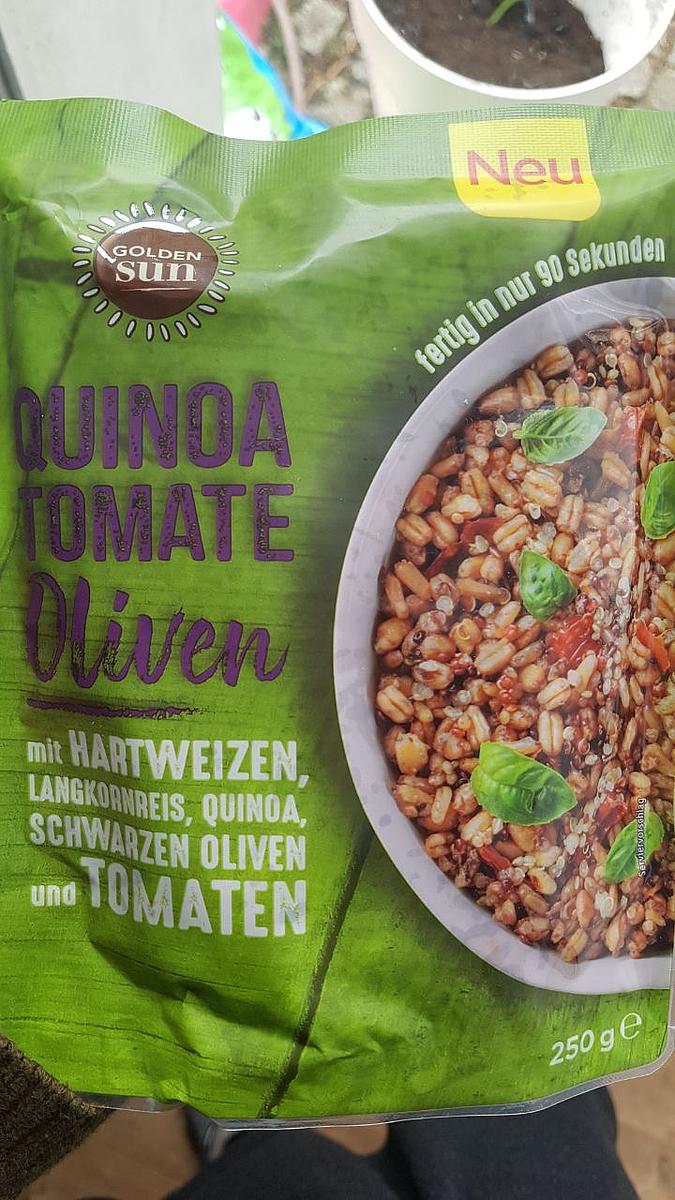 Neu
GOLDEN
sun
fertig in nur 90 Sekunden
QUINOA
TOMATE
Oliven
mit HARTWEIZEN,
LANGKORNREIS, QUINOA,
SCHWARZEN OLIVEN
und TOMATEN
Serviervorschlag
250 g e